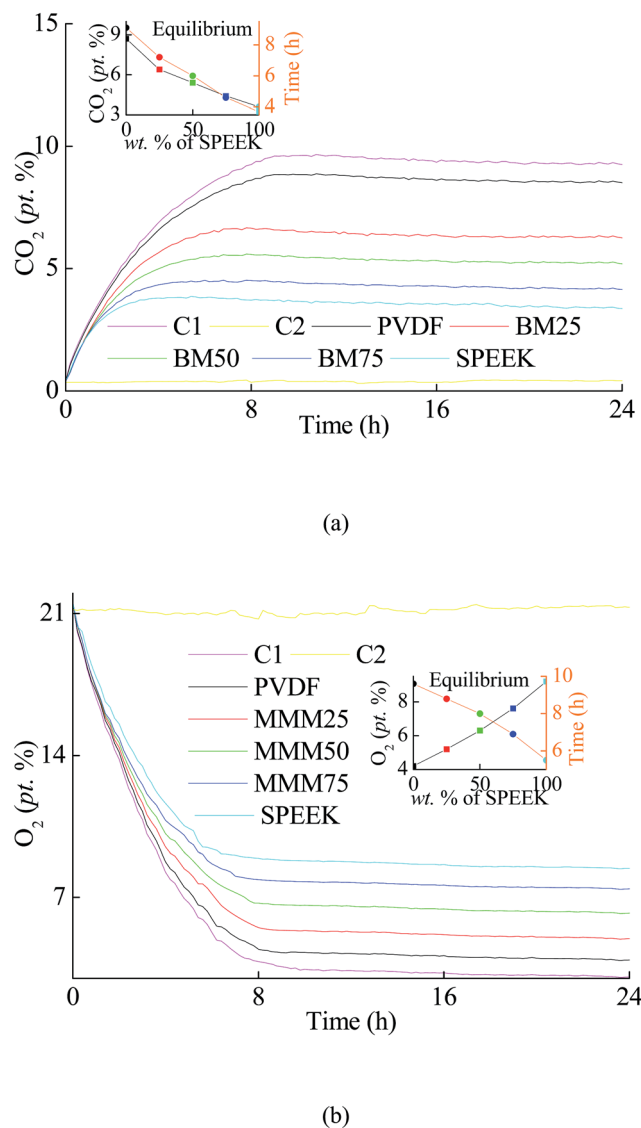 Equilibrium
9
6
3
CO2 (pt. %)
8
6
4
Time (h)
0 50 100
wt. % of SPEEK
15
10
5
0
CO2 (pt. %)
C1 C2 PVDF BM25
BM50 BM75 SPEEK
0 8 16 24
Time (h)
(a)
21
14
7
O2 (pt. %)
C1 C2
PVDF
MMM25
MMM50
MMM75
SPEEK
Equilibrium
8
6
4
O2 (pt. %)
10
8
6
Time (h)
0 50 100
wt. % of SPEEK
0 8 16 24
Time (h)
(b)